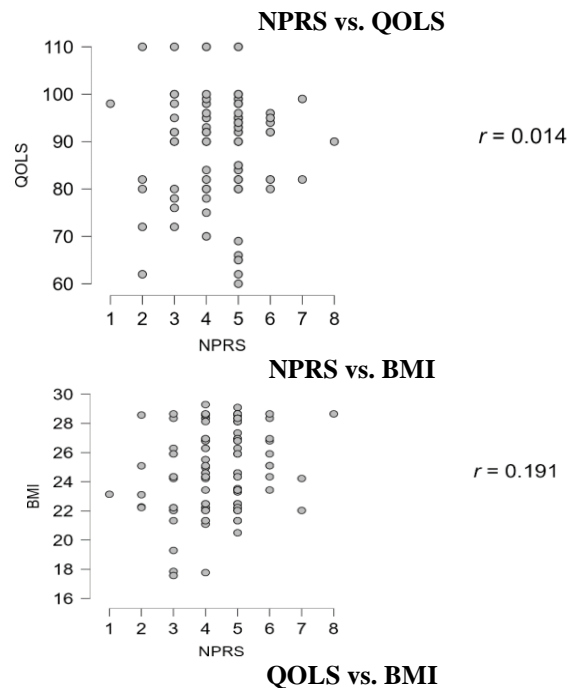 NPRS vs. QOLS
110
100
90
80
70
60
QOLS
1 2 3 4 5 6 7 8
NPRS
r = 0.014
NPRS vs. BMI
30
28
26
24
22
20
18
16
BMI
1 2 3 4 5 6 7 8
NPRS
r = 0.191
QOLS vs. BMI